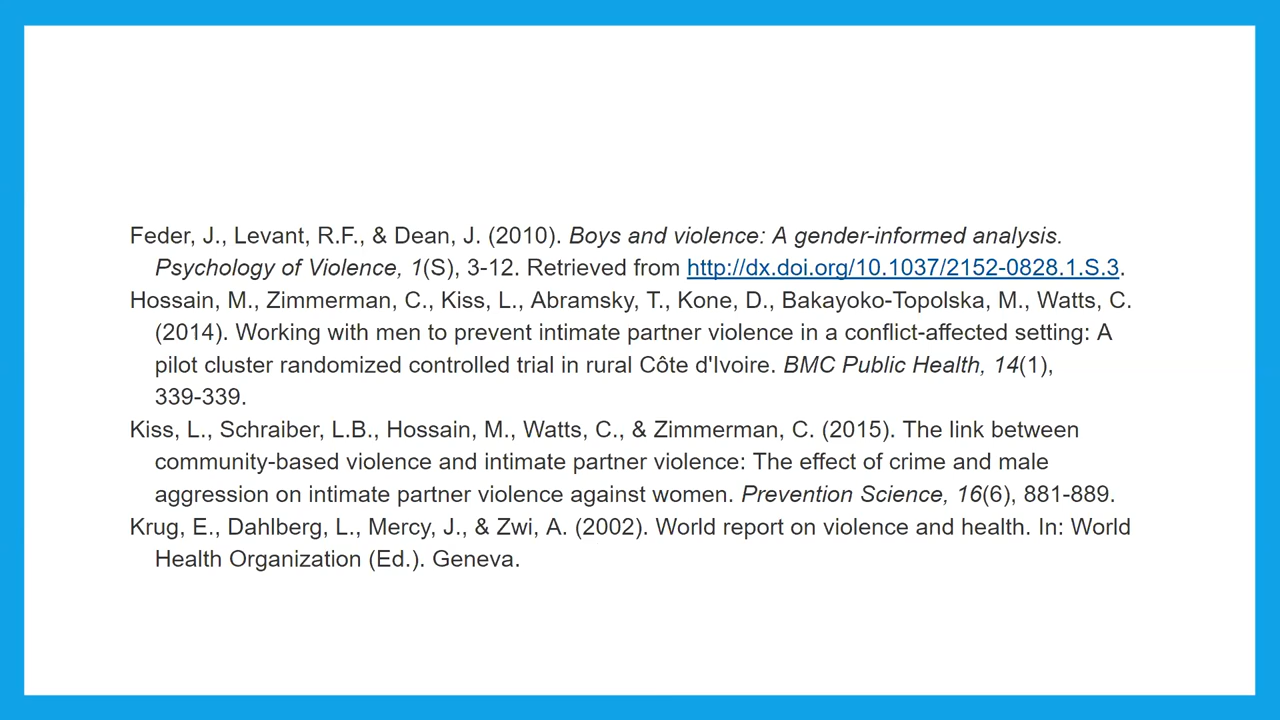 Feder, J., Levant, R.F., & Dean, J. (2010). Boys and violence: A gender-informed analysis.
Psychology of Violence, 1(S), 3-12. Retrieved from http://dx.doi.org/10.1037/2152-0828.1.S.3.
Hossain, M., Zimmerman, C., Kiss, L., Abramsky, T., Kone, D., Bakayoko-Topolska, M., Watts, C.
(2014). Working with men to prevent intimate partner violence in a conflict-affected setting: A
pilot cluster randomized controlled trial in rural Côte d'Ivoire. BMC Public Health, 14(1),
339-339.
Kiss, L., Schraiber, L.B., Hossain, M., Watts, C., & Zimmerman, C. (2015). The link between
community-based violence and intimate partner violence: The effect of crime and male
aggression on intimate partner violence against women. Prevention Science, 16(6), 881-889.
Krug, E., Dahlberg, L., Mercy, J., & Zwi, A. (2002). World report on violence and health. In: World
Health Organization (Ed.). Geneva.